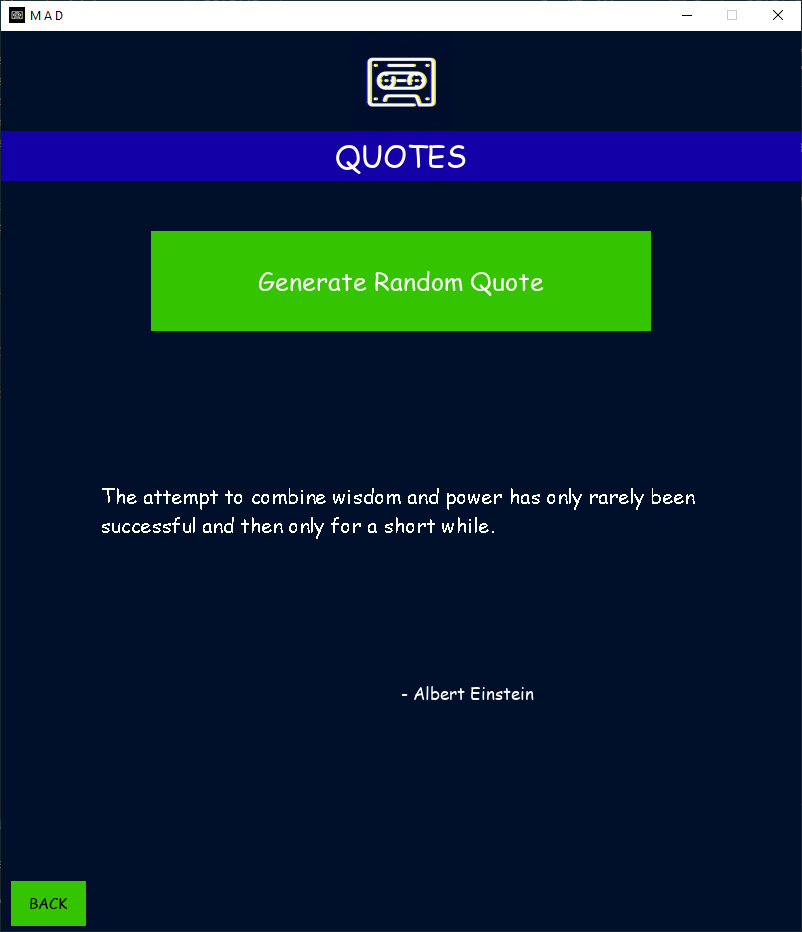 M A D
QUOTES
Generate Random Quote
The attempt to combine wisdom and power has only rarely been
successful and then only for a short while.
- Albert Einstein
BACK